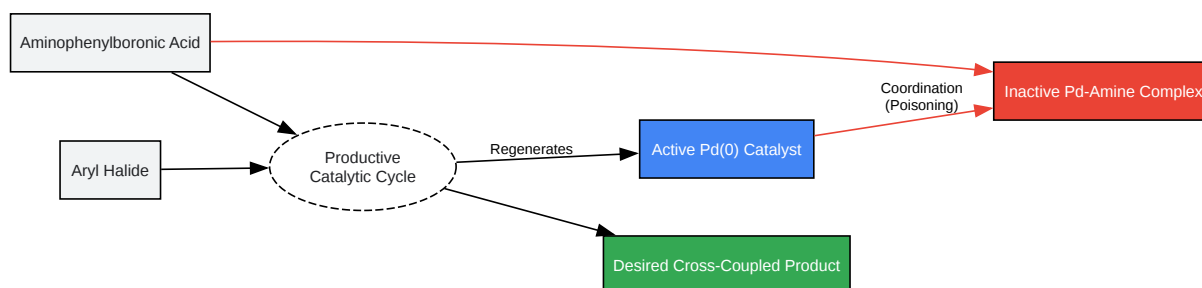 Aminophenylboronic Acid
Aryl Halide
Productive
Catalytic Cycle
Regenerates
Active Pd(0) Catalyst
Coordination
(Poisoning)
Inactive Pd-Amine Complex
Desired Cross-Coupled Product